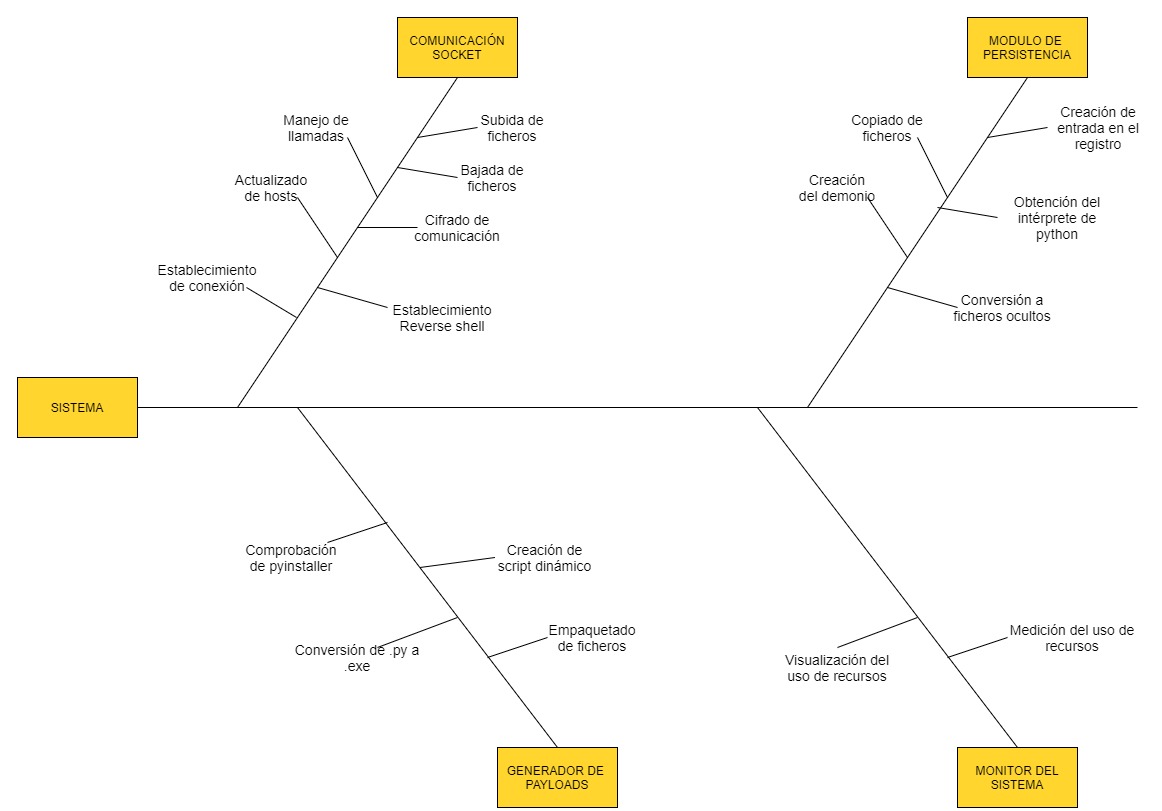 COMUNICACIÓN
SOCKET
MODULO DE
PERSISTENCIA
Manejo de
llamadas
Subida de
ficheros
Actualizado
de hosts
Bajada de
ficheros
Cifrado de
comunicación
Establecimiento
de conexión
Establecimiento
Reverse shell
Copiado de
ficheros
Creación de
entrada en el
registro
Creación
del demonio
Obtención del
intérprete de
python
Conversión a
ficheros ocultos
SISTEMA
Comprobación
de pyinstaller
Creación de
script dinámico
Conversión de .py a
.exe
Empaquetado
de ficheros
Visualización del
uso de recursos
Medición del uso de
recursos
GENERADOR DE
PAYLOADS
MONITOR DEL
SISTEMA